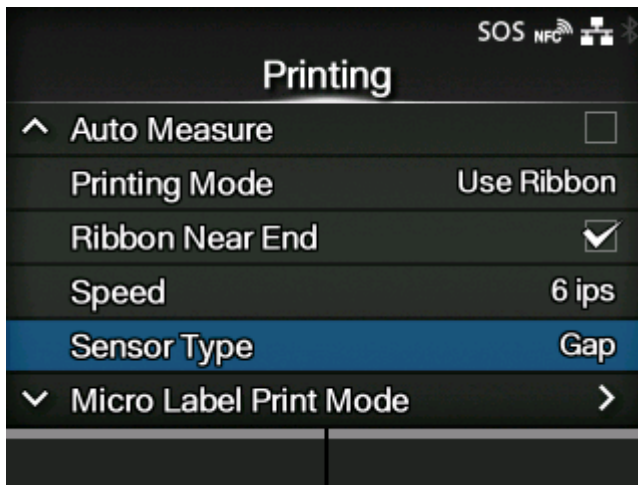 SOS NFC
Printing
Auto Measure
Printing Mode Use Ribbon
Ribbon Near End
Speed 6 ips
Sensor Type Gap
Micro Label Print Mode